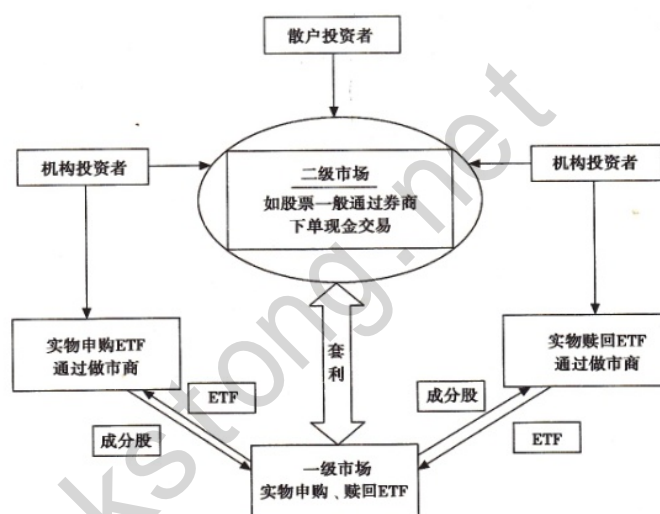 散户投资者
机构投资者
机构投资者
二级市场
如股票一般通过券商
下单现金交易
实物申购ETF
通过做市商
套
利
实物赎回ETF
通过做市商
ETF
成分股
成分股
ETF
一级市场
实物申购、赎回ETF
kstong.net